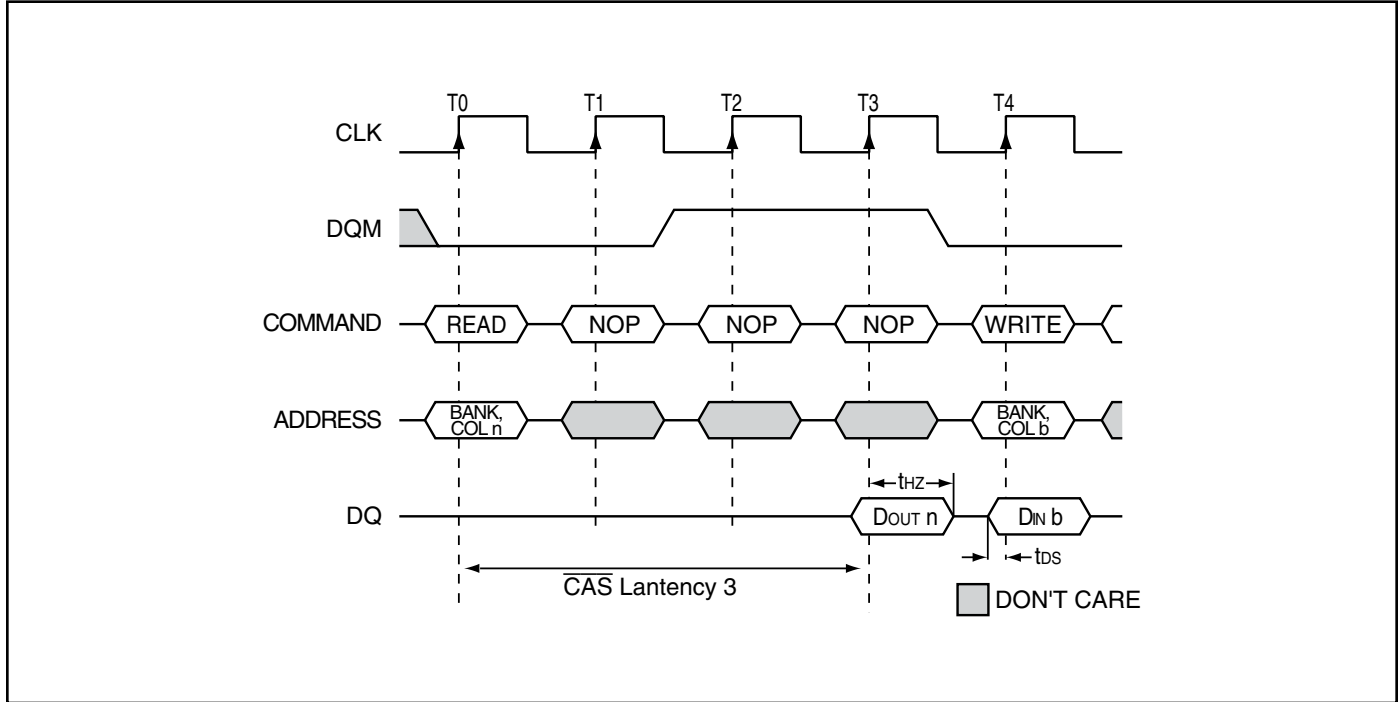 T0 T1 T2 T3 T4
CLK
DQM
COMMAND READ NOP NOP NOP WRITE
ADDRESS BANK, COL n BANK, COL b
tHZ
DQ DOUT n DIN b
tDS
CAS Lantency 3
DON'T CARE